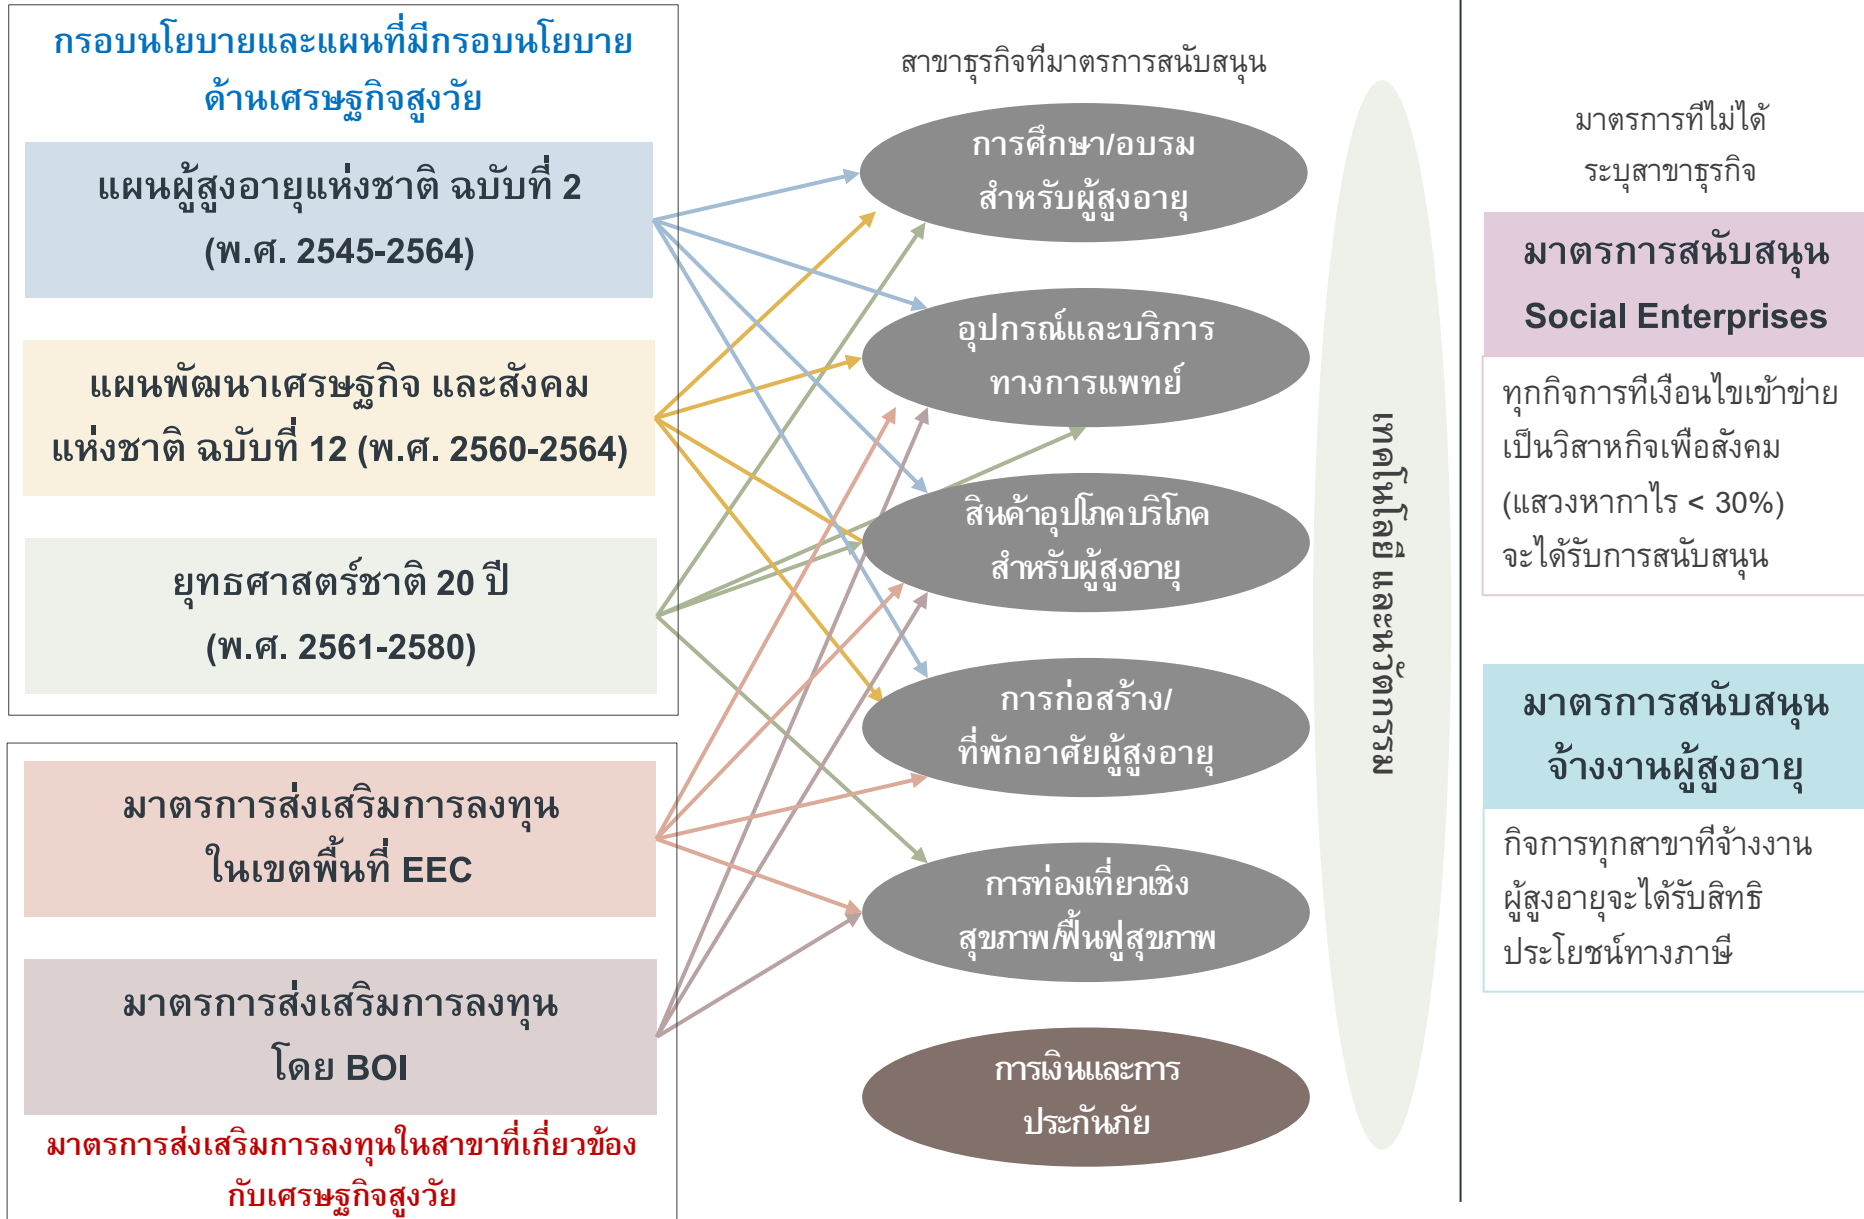 กรอบนโยบายและแผนที่มีกรอบนโยบาย
ด้านเศรษฐกิจสูงวัย
แผนผู้สูงอายุแห่งชาติ ฉบับที่ 2
(พ.ศ. 2545-2564)
แผนพัฒนาเศรษฐกิจ และสังคม
แห่งชาติ ฉบับที่ 12 (พ.ศ. 2560-2564)
ยุทธศาสตร์ชาติ 20 ปี
(พ.ศ. 2561-2580)
มาตรการส่งเสริมการลงทุน
ในเขตพื้นที่ EEC
มาตรการส่งเสริมการลงทุน
โดย BOI
มาตรการส่งเสริมการลงทุนในสาขาที่เกี่ยวข้อง
กับเศรษฐกิจสูงวัย
สาขาธุรกิจทีมาตรการสนับสนุน
การศึกษา/อบรม
สำหรับผู้สูงอายุ
อุปกรณ์และบริการ
ทางการแพทย์
สินค้าอุปโภคบริโภค
สำหรับผู้สูงอายุ
การก่อสร้าง/
ที่พักอาศัยผู้สูงอายุ
การท่องเที่ยวเชิง
สุขภาพ/ฟื้นฟูสุขภาพ
การเงินและการ
ประกันภัย
เทคโนโลยี และนวัตกรรม
มาตรการทีไม่ได้
ระบุสาขาธุรกิจ
มาตรการสนับสนุน
Social Enterprises
ทุกกิจการทีเงือนไขเข้าข่าย
เป็นวิสาหกิจเพือสังคม
(แสวงหากาไร < 30%)
จะได้รับการสนับสนุน
มาตรการสนับสนุน
จ้างงานผู้สูงอายุ
กิจการทุกสาขาทีจ้างงาน
ผู้สูงอายุจะได้รับสิทธิ
ประโยชน์ทางภาษี